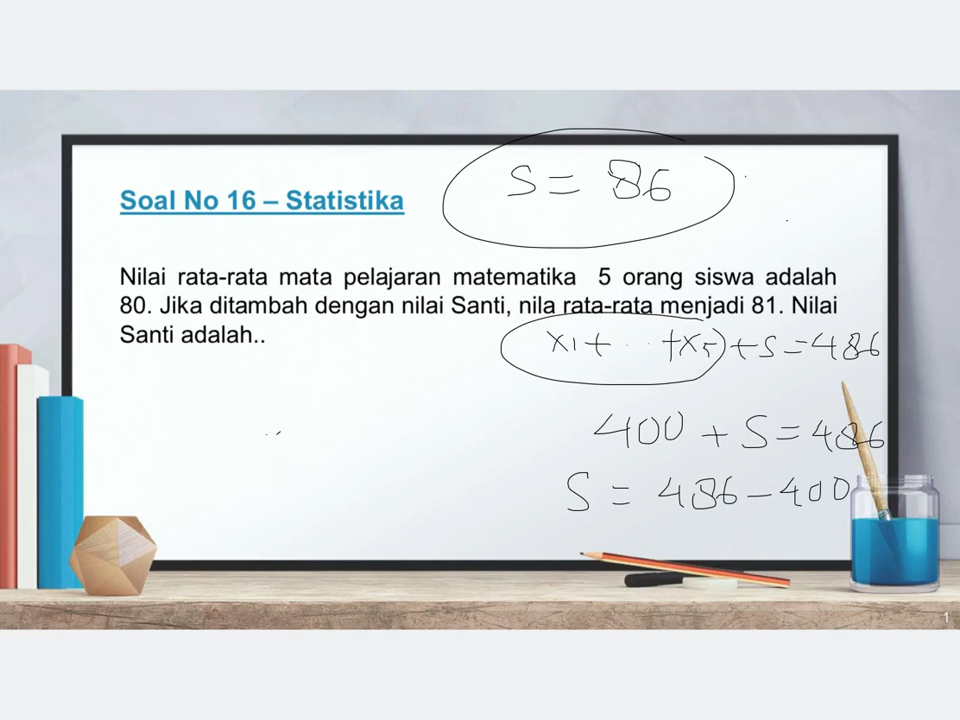 S = 86
Soal No 16 – Statistika
Nilai rata-rata mata pelajaran matematika 5 orang siswa adalah
80. Jika ditambah dengan nilai Santi, nila rata-rata menjadi 81. Nilai
Santi adalah..
x1 + .. + x5 + S = 486
400 + S = 486
S = 486 - 400
1